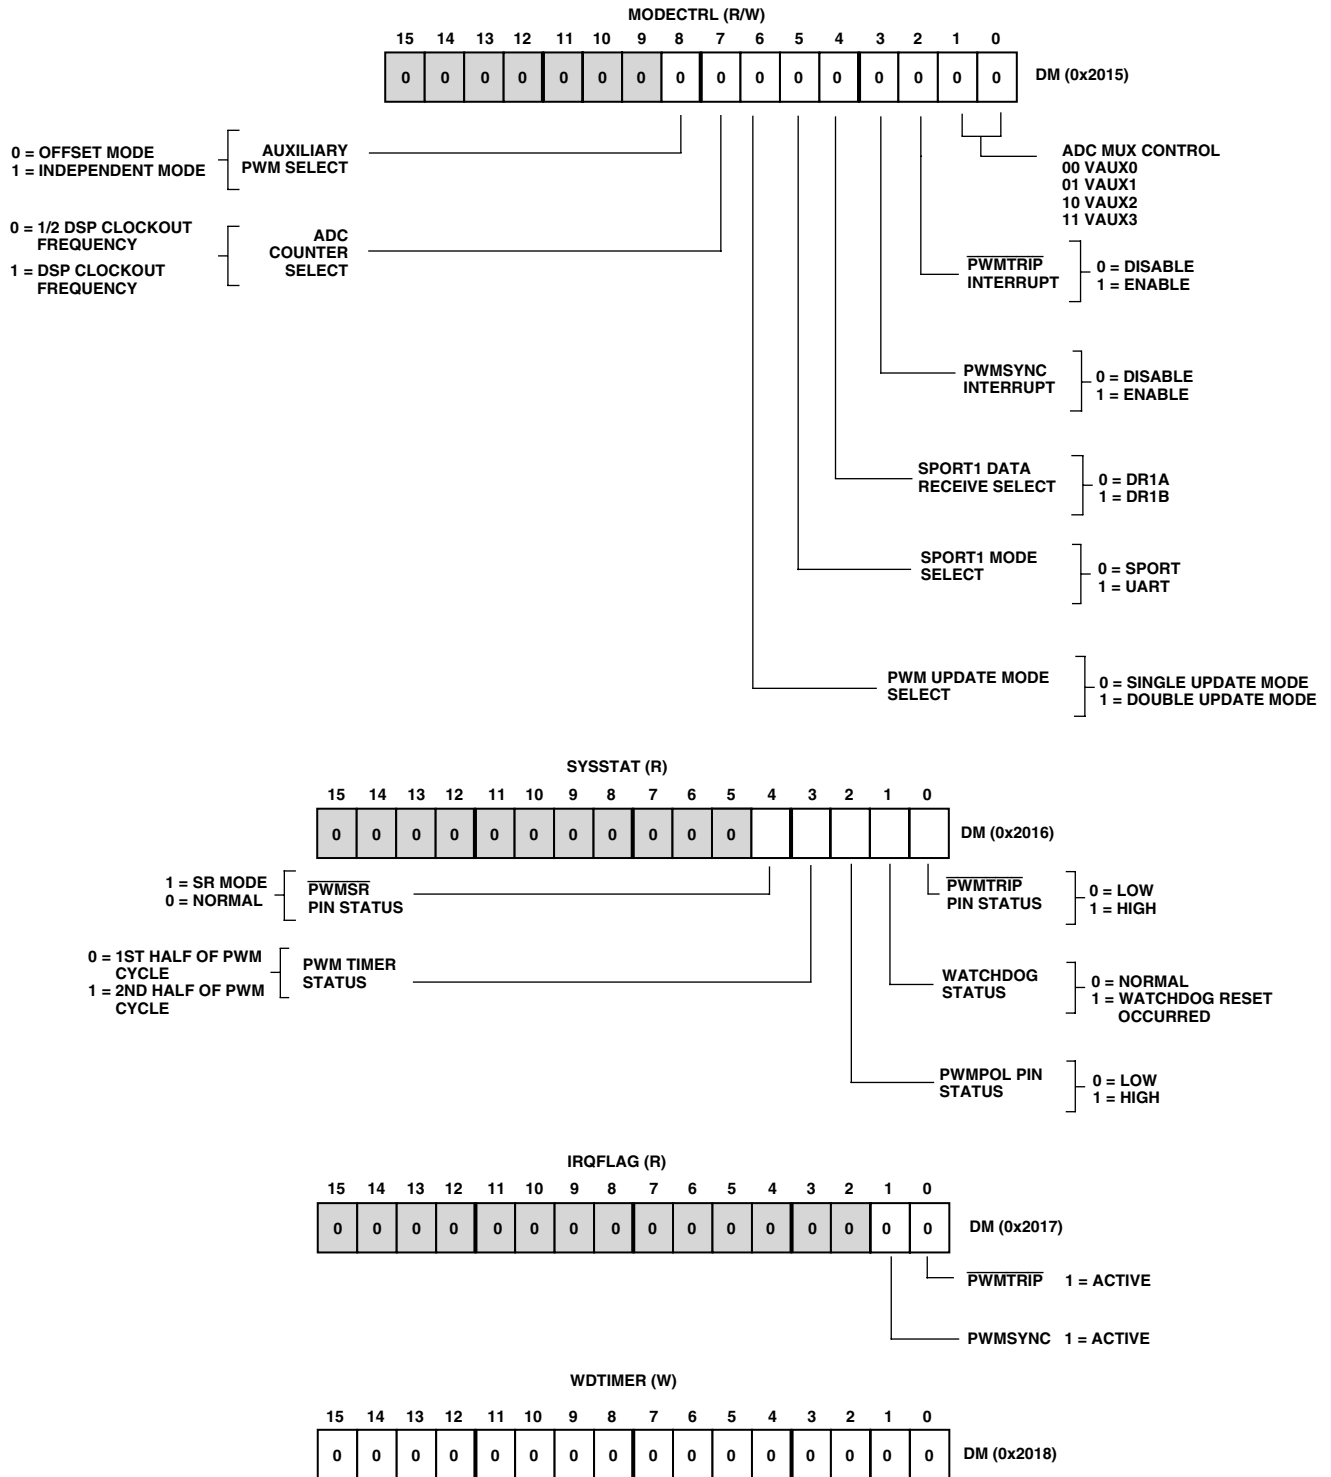 MODECTRL (R/W)
15 14 13 12 11 10 9 8 7 6 5 4 3 2 1 0
0 0 0 0 0 0 0 0 0 0 0 0 0 0 0 0 DM (0x2015)
0 = OFFSET MODE
1 = INDEPENDENT MODE
AUXILIARY
PWM SELECT
ADC MUX CONTROL
00 VAUX0
01 VAUX1
10 VAUX2
11 VAUX3
0 = 1/2 DSP CLOCKOUT
FREQUENCY
1 = DSP CLOCKOUT
FREQUENCY
ADC
COUNTER
SELECT
PWMTRIP
INTERRUPT
0 = DISABLE
1 = ENABLE
PWMSYNC
INTERRUPT
0 = DISABLE
1 = ENABLE
SPORT1 DATA
RECEIVE SELECT
0 = DR1A
1 = DR1B
SPORT1 MODE
SELECT
0 = SPORT
1 = UART
PWM UPDATE MODE
SELECT
0 = SINGLE UPDATE MODE
1 = DOUBLE UPDATE MODE
SYSSTAT (R)
15 14 13 12 11 10 9 8 7 6 5 4 3 2 1 0
0 0 0 0 0 0 0 0 0 0 0 DM (0x2016)
1 = SR MODE
0 = NORMAL
PWMSR
PIN STATUS
PWMTRIP
PIN STATUS
0 = LOW
1 = HIGH
0 = 1ST HALF OF PWM
CYCLE
1 = 2ND HALF OF PWM
CYCLE
PWM TIMER
STATUS
WATCHDOG
STATUS
0 = NORMAL
1 = WATCHDOG RESET
OCCURRED
PWMPOL PIN
STATUS
0 = LOW
1 = HIGH
IRQFLAG (R)
15 14 13 12 11 10 9 8 7 6 5 4 3 2 1 0
0 0 0 0 0 0 0 0 0 0 0 0 0 0 0 0 DM (0x2017)
PWMTRIP 1 = ACTIVE
PWMSYNC 1 = ACTIVE
WDTIMER (W)
15 14 13 12 11 10 9 8 7 6 5 4 3 2 1 0
0 0 0 0 0 0 0 0 0 0 0 0 0 0 0 0 DM (0x2018)